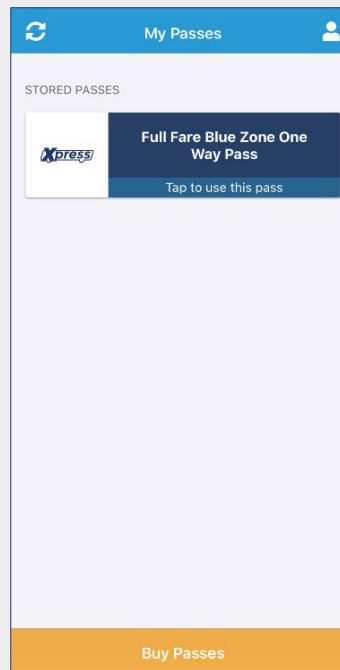 My Passes
STORED PASSES
Xpress
Full Fare Blue Zone One
Way Pass
Tap to use this pass
Buy Passes